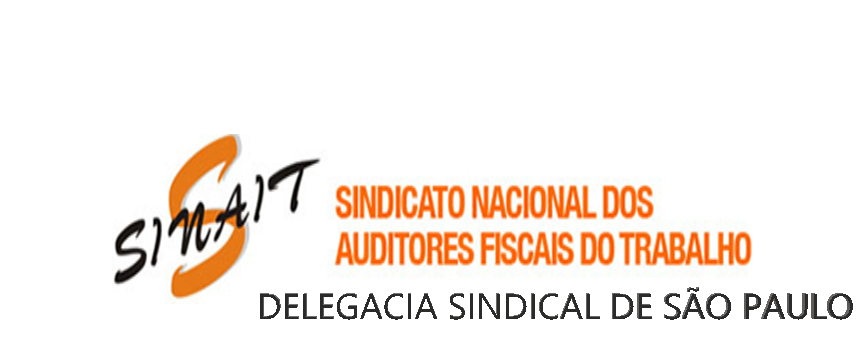 SINAIT
SINDICATO NACIONAL DOS
AUDITORES FISCAIS DO TRABALHO
DELEGACIA SINDICAL DE SÃO PAULO